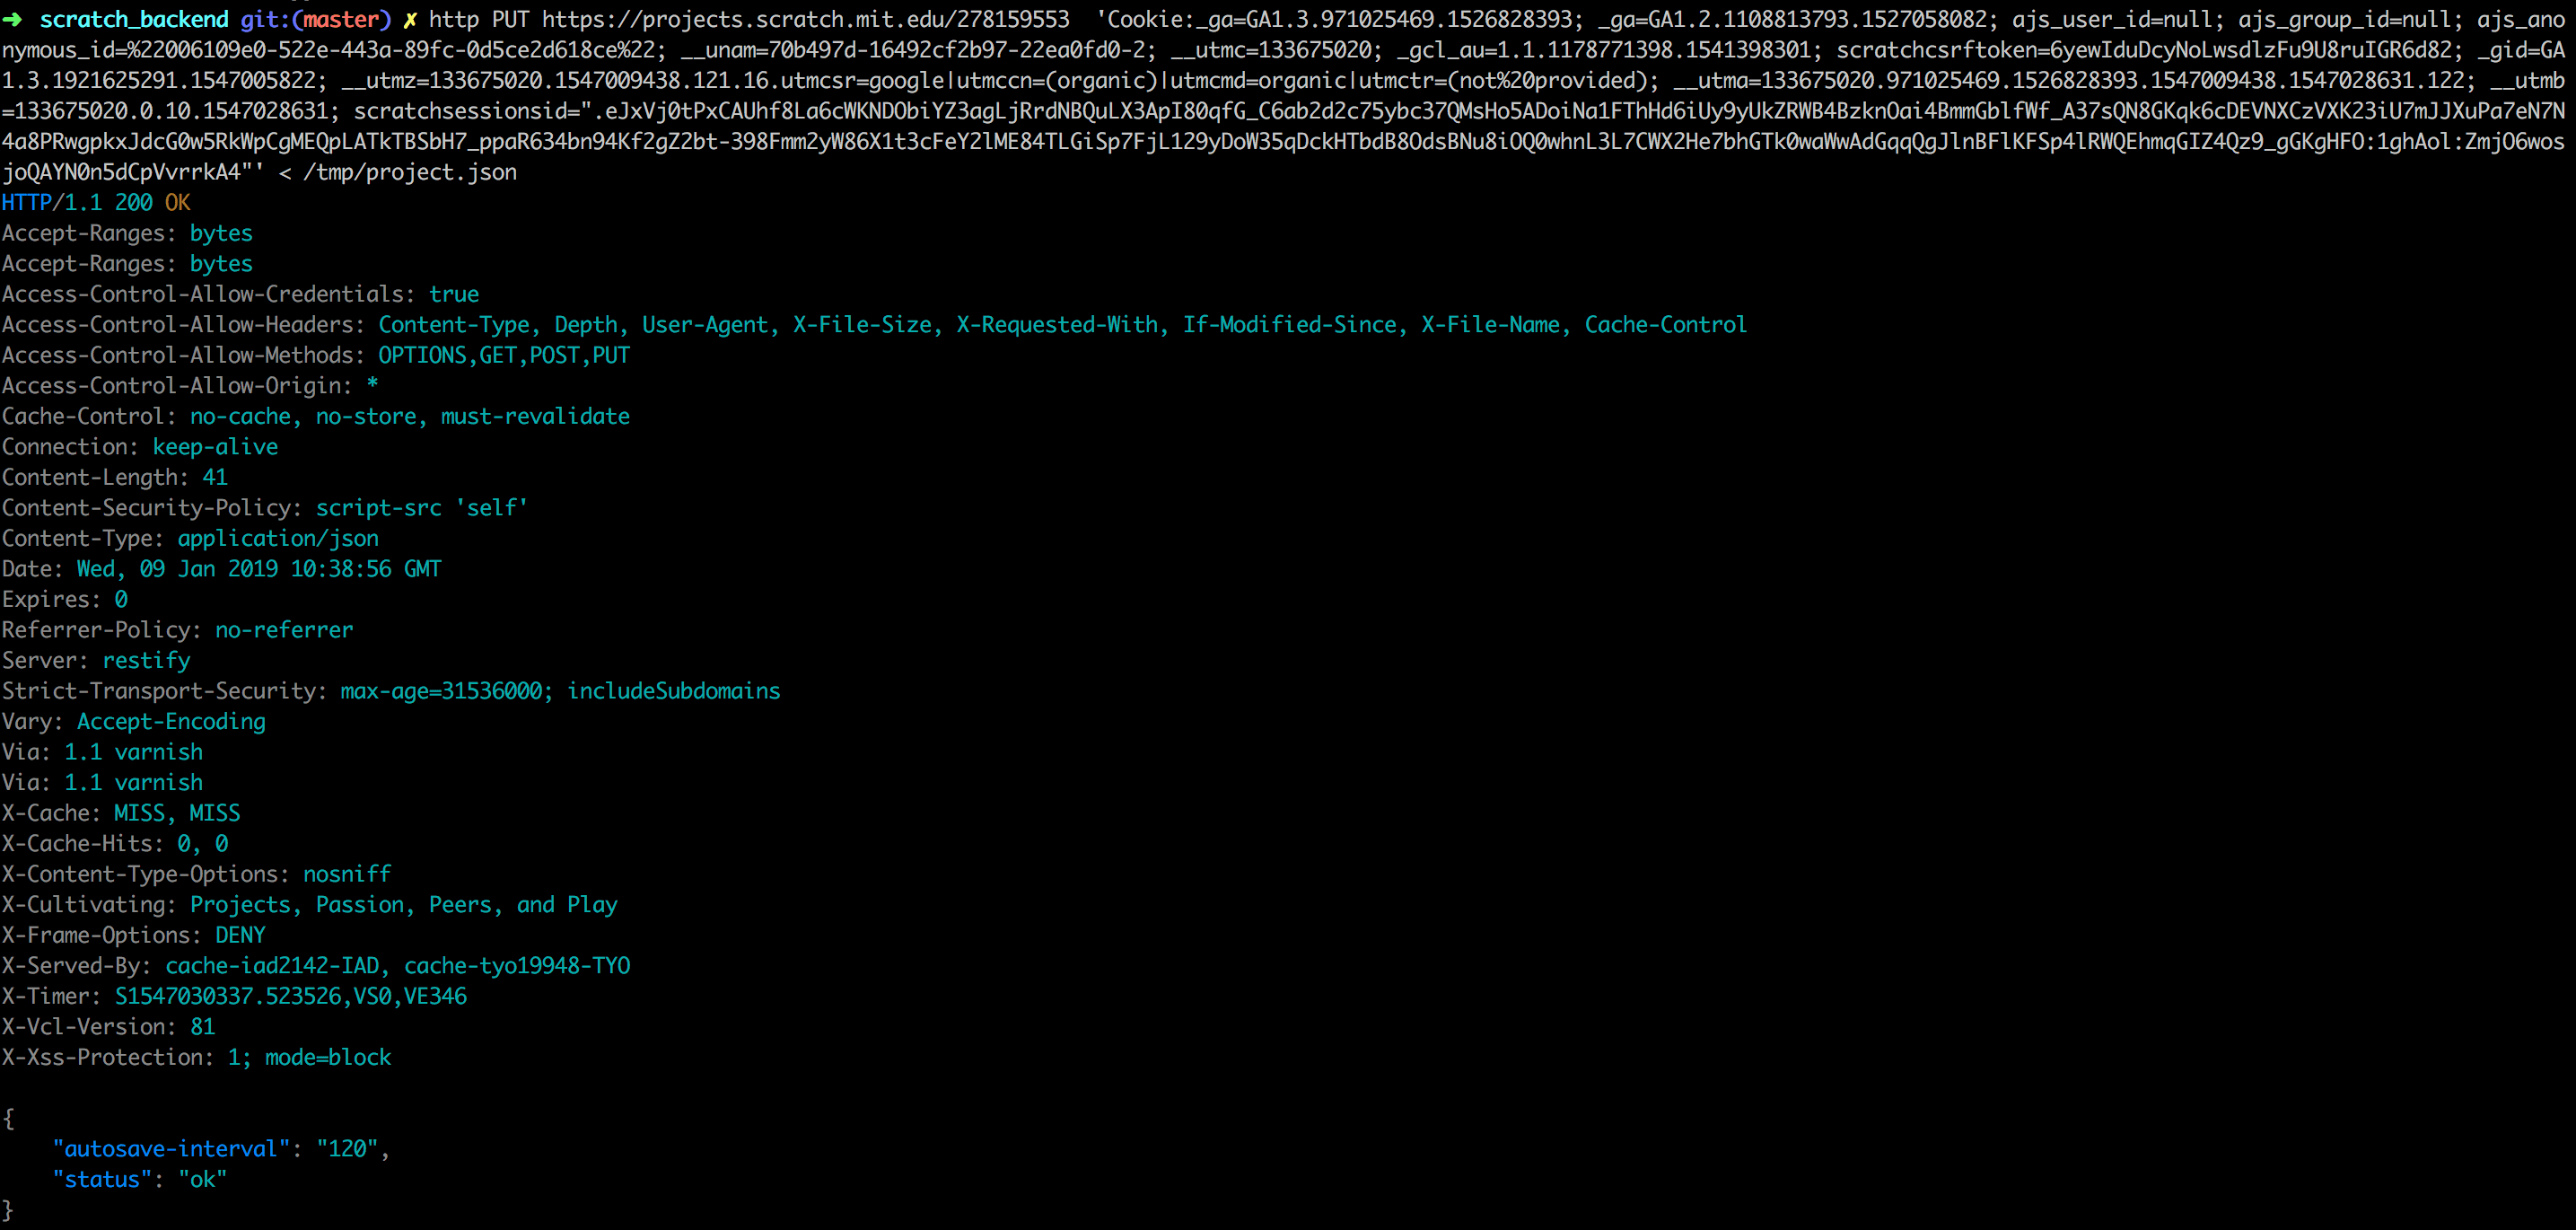 ➜ scratch_backend git:(master) ✗ http PUT https://projects.scratch.mit.edu/278159553 'Cookie:_ga=GA1.3.971025469.1526828393; _ga=GA1.2.1108813793.1527058082; ajs_user_id=null; ajs_group_id=null; ajs_ano
nymous_id=%22006109e0-522e-443a-89fc-0d5ce2d618ce%22; __unam=70b497d-16492cf2b97-22ea0fd0-2; __utmc=133675020; _gcl_au=1.1.1178771398.1541398301; scratchcsrftoken=6yewIduDcyNoLwsdlzFu9U8ruIGR6d82; _gid=GA
1.3.1921625291.1547005822; __utmz=133675020.1547009438.121.16.utmcsr=google|utmccn=(organic)|utmcmd=organic|utmctr=(not%20provided); __utma=133675020.971025469.1526828393.1547009438.1547028631.122; __utmb
=133675020.0.10.1547028631; scratchsessionsid=".eJxVj0tPxCAUhf8La6cWKNDObiYZ3agLjRrdNBQuLX3ApI80qfG_C6ab2d2c75ybc37QMsHo5ADoiNa1FThHd6iUy9yUkZRWB4BzknOai4BmmGblfWf_A37sQN8GKqk6cDEVNXCzVXK23iU7mJJXuPa7eN7N
4a8PRwgpkxJdcG0w5RkWpCgMEQpLATkTBSbH7_ppaR634bn94Kf2gZ2bt-398Fmm2yW86X1t3cFeY2lME84TLGiSp7FjL129yDoW35qDckHTbdB8OdsBNu8iOQ0whnL3L7CWX2He7bhGTk0waWwAdGqqQgJlnBFlKFSp4lRWQEhmqGIZ4Qz9_gGKgHFO:1ghAol:ZmjO6wos
joQAYN0n5dCpVvrrkA4"' < /tmp/project.json
HTTP/1.1 200 OK
Accept-Ranges: bytes
Accept-Ranges: bytes
Access-Control-Allow-Credentials: true
Access-Control-Allow-Headers: Content-Type, Depth, User-Agent, X-File-Size, X-Requested-With, If-Modified-Since, X-File-Name, Cache-Control
Access-Control-Allow-Methods: OPTIONS,GET,POST,PUT
Access-Control-Allow-Origin: *
Cache-Control: no-cache, no-store, must-revalidate
Connection: keep-alive
Content-Length: 41
Content-Security-Policy: script-src 'self'
Content-Type: application/json
Date: Wed, 09 Jan 2019 10:38:56 GMT
Expires: 0
Referrer-Policy: no-referrer
Server: restify
Strict-Transport-Security: max-age=31536000; includeSubdomains
Vary: Accept-Encoding
Via: 1.1 varnish
Via: 1.1 varnish
X-Cache: MISS, MISS
X-Cache-Hits: 0, 0
X-Content-Type-Options: nosniff
X-Cultivating: Projects, Passion, Peers, and Play
X-Frame-Options: DENY
X-Served-By: cache-iad2142-IAD, cache-tyo19948-TYO
X-Timer: S1547030337.523526,VS0,VE346
X-Vcl-Version: 81
X-Xss-Protection: 1; mode=block
{
    "autosave-interval": "120",
    "status": "ok"
}